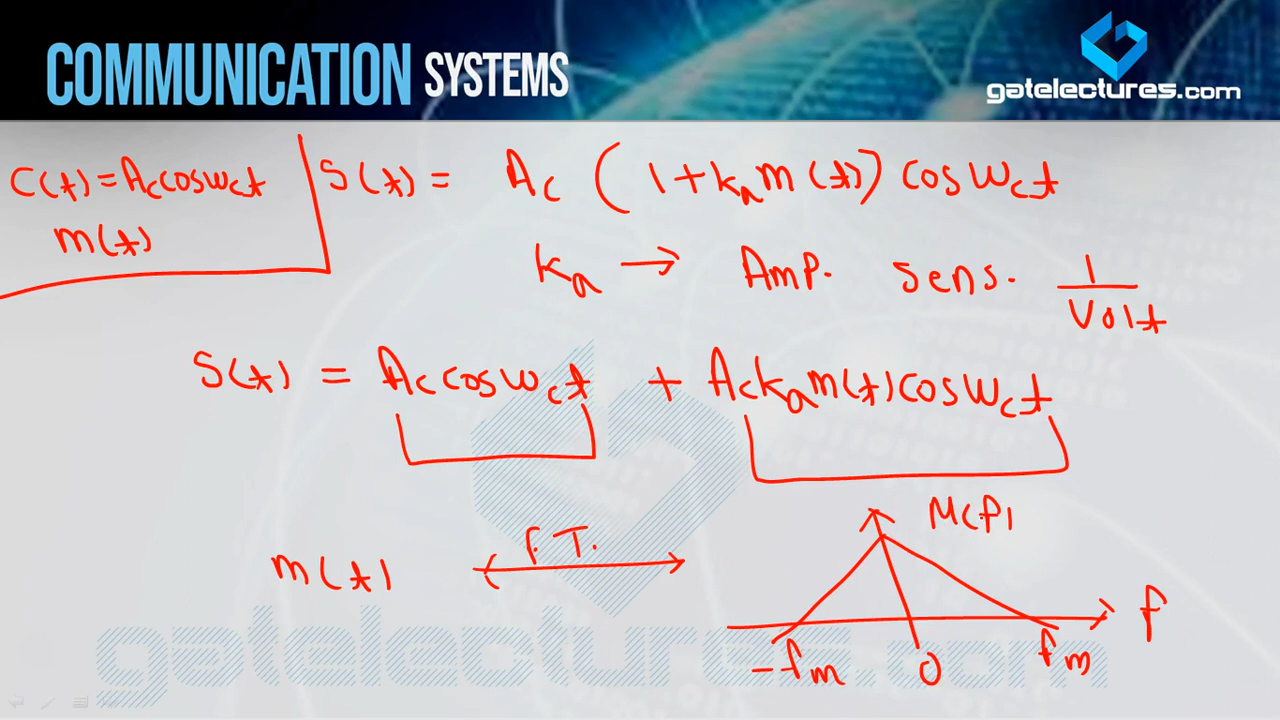 COMMUNICATION SYSTEMS
gatelectures.com
C(t) = Ac cos wct
m(t)
S(t) = Ac (1 + ka m(t)) cos wct
ka → Amp. sens. 1/Volt
S(t) = Ac cos wct + Ac ka m(t) cos wct
M(f)
m(t) F.T. f
-fm 0 fm
gatelectures.com